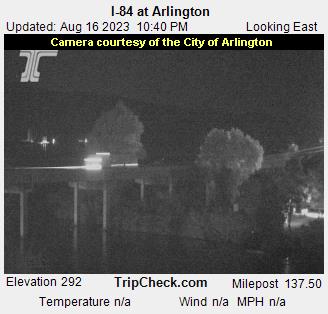 I-84 at Arlington
Updated: Aug 16 2023 10:40 PM Looking East
Camera courtesy of the City of Arlington
Elevation 292 TripCheck.com Milepost 137.50
Temperature n/a Wind n/a MPH n/a